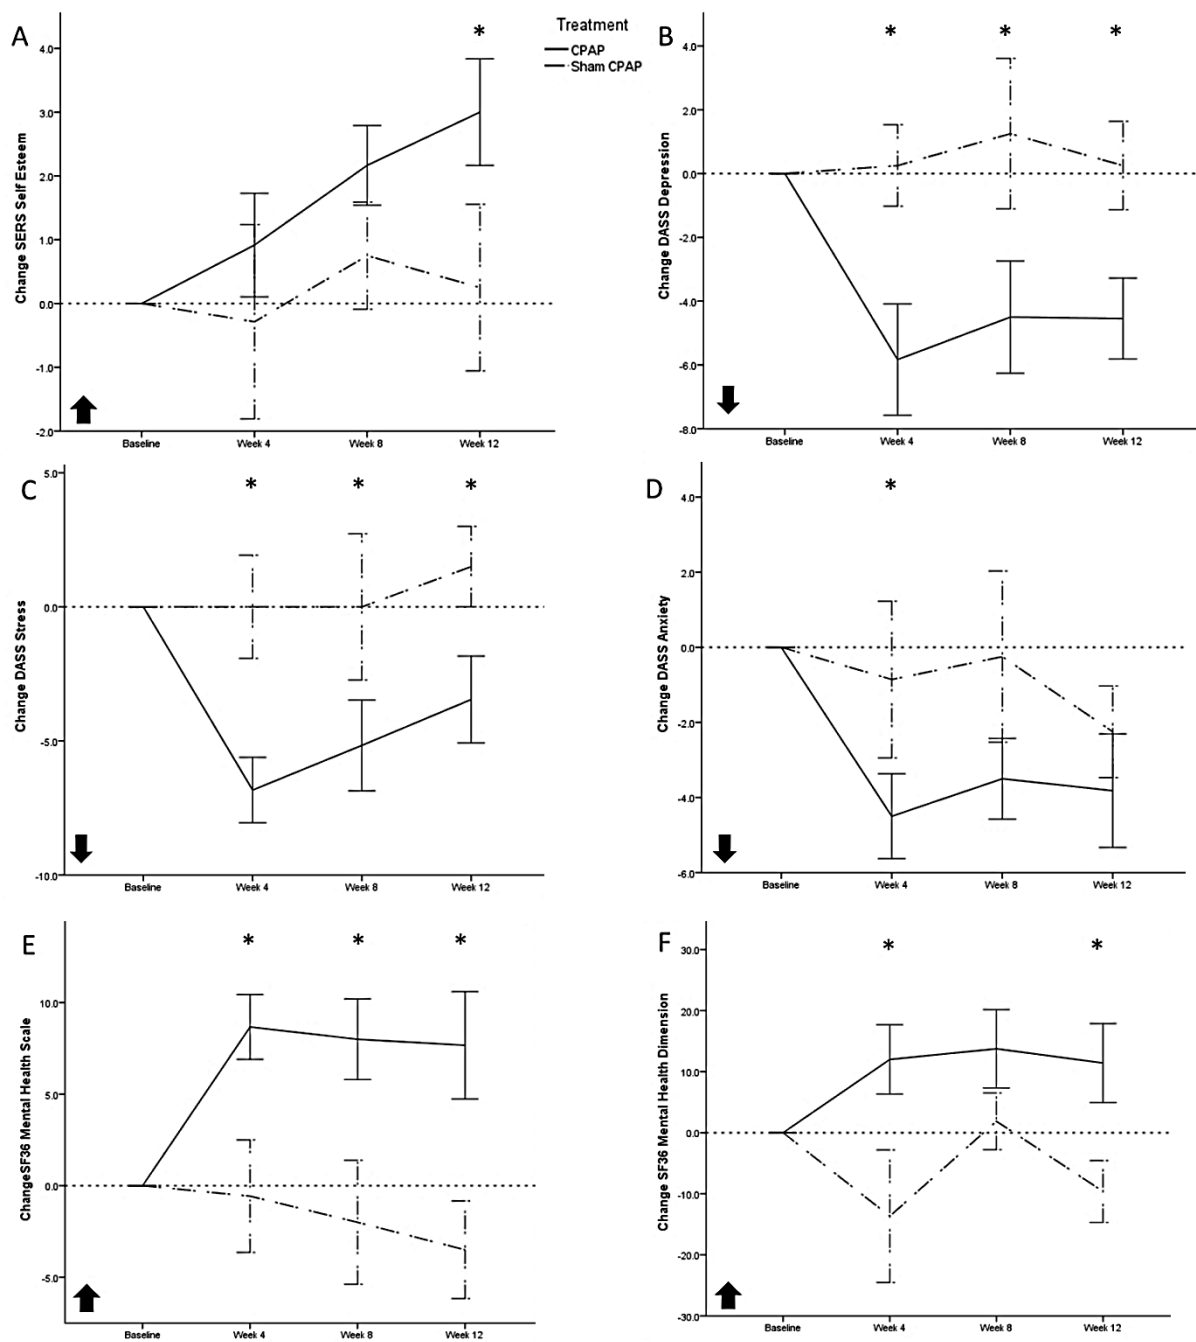 A
Treatment
CPAP
Sham CPAP
*
4.0
3.0
2.0
1.0
0.0
-1.0
-2.0
Change SERS Self Esteem
Baseline
Week 4
Week 8
Week 12
B
* * *
4.0
2.0
0.0
-2.0
-4.0
-6.0
-8.0
Change DASS Depression
Baseline
Week 4
Week 8
Week 12
C
* * *
5.0
0.0
-5.0
-10.0
Change DASS Stress
Baseline
Week 4
Week 8
Week 12
D
*
4.0
2.0
0.0
-2.0
-4.0
-6.0
Change DASS Anxiety
Baseline
Week 4
Week 8
Week 12
E
* * *
10.0
5.0
0.0
-5.0
ChangeSF36 Mental Health Scale
Baseline
Week 4
Week 8
Week 12
F
* *
30.0
20.0
10.0
0.0
-10.0
-20.0
-30.0
Change SF36 Mental Health Dimension
Baseline
Week 4
Week 8
Week 12